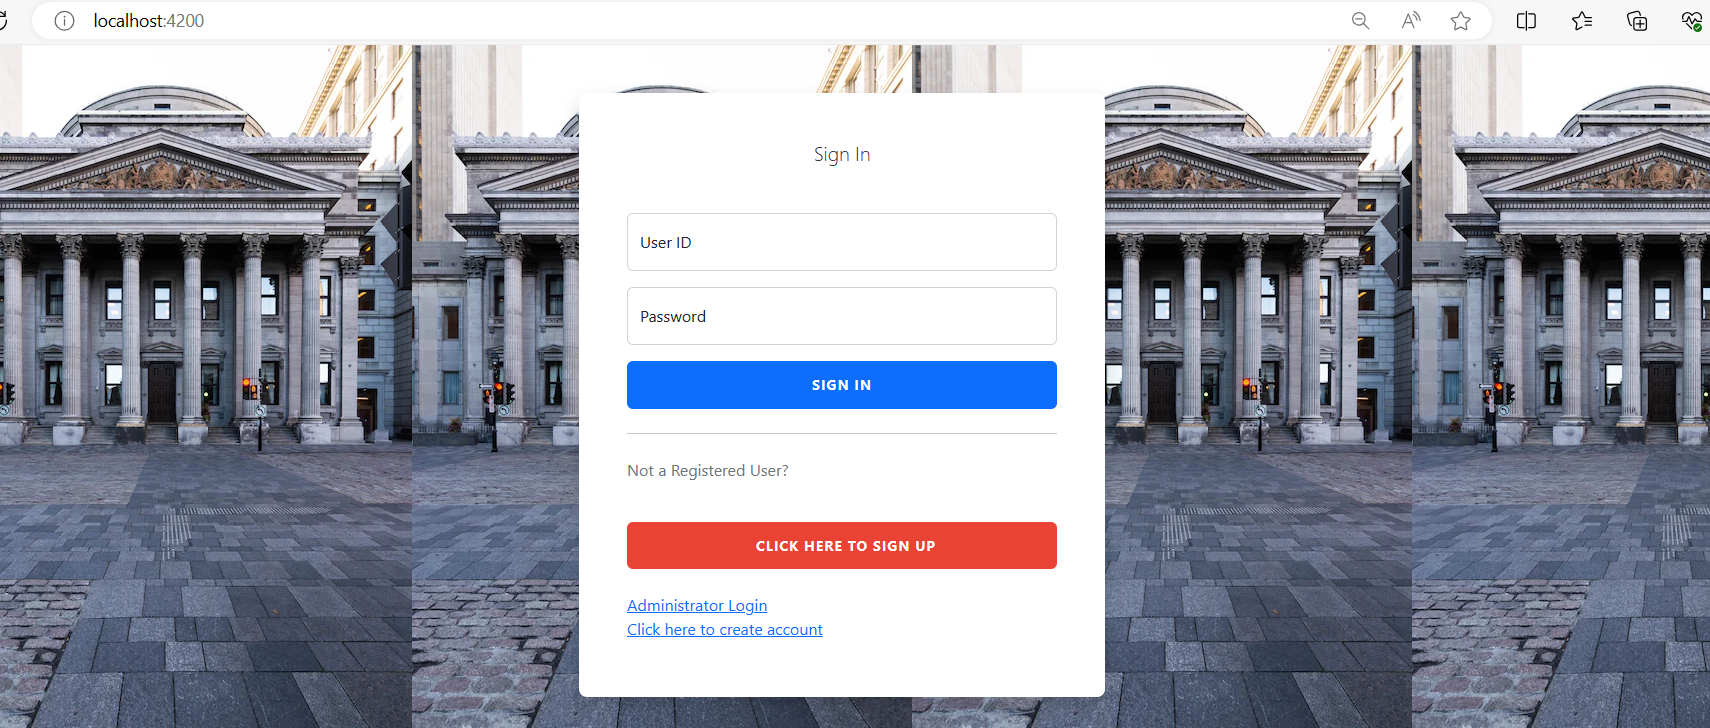 localhost:4200
Sign In
User ID
Password
SIGN IN
Not a Registered User?
CLICK HERE TO SIGN UP
Administrator Login
Click here to create account